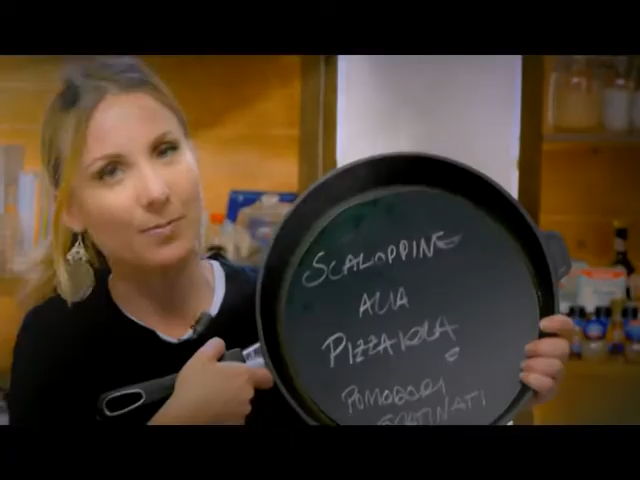 SCALOPPINE
ALLA
PIZZAIOLA
e
POMODORI
GRATINATI